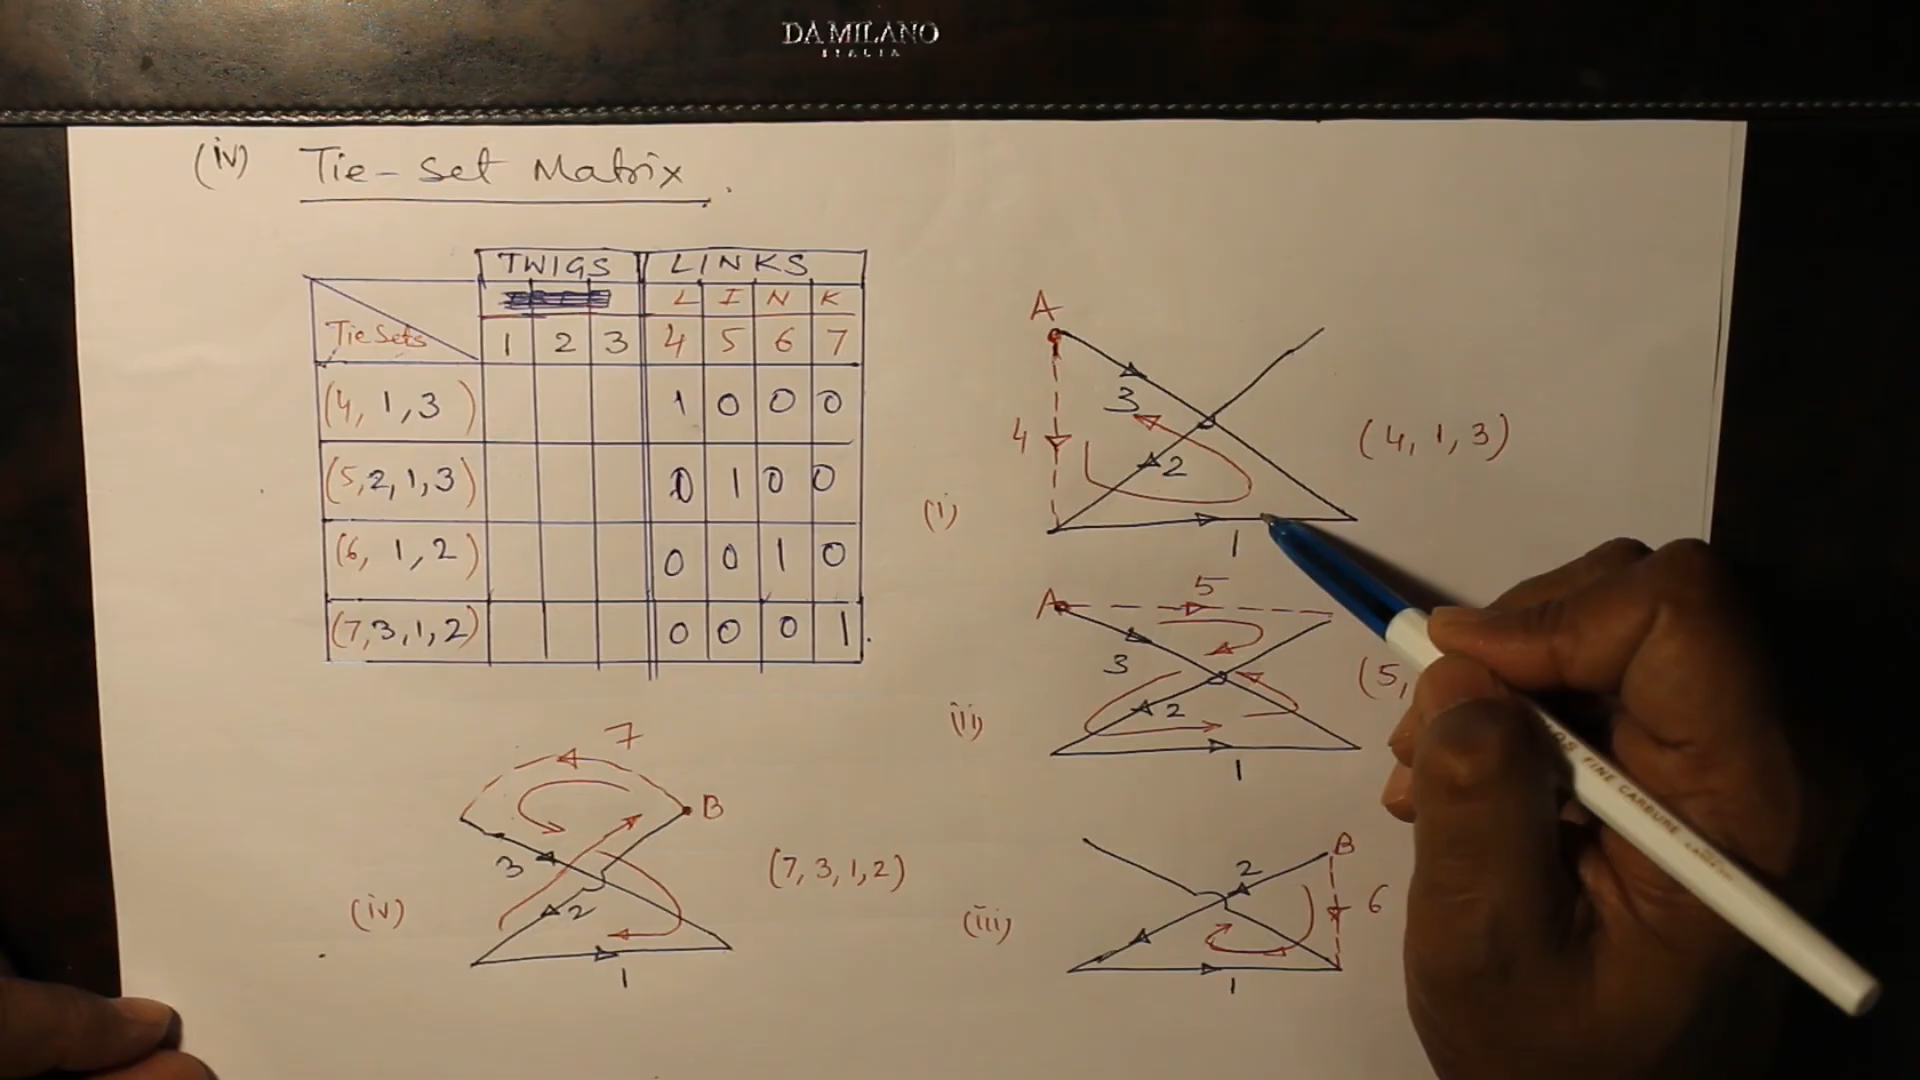 DA MILANO
ITALIA
(iv) Tie-Set Matrix.
TWIGS LINKS
L I N K
Tie Sets 1 2 3 4 5 6 7
(4, 1, 3) 1 0 0 0
(5, 2, 1, 3) 0 1 0 0
(6, 1, 2) 0 0 1 0
(7, 3, 1, 2) 0 0 0 1.
A
3
4
2
(4, 1, 3)
(i)
1
5
A
3
(5,
2
(ii)
1
7
B
3
(7, 3, 1, 2)
(iv)
2
1
B
2
6
(iii)
1
FINE CARBURE